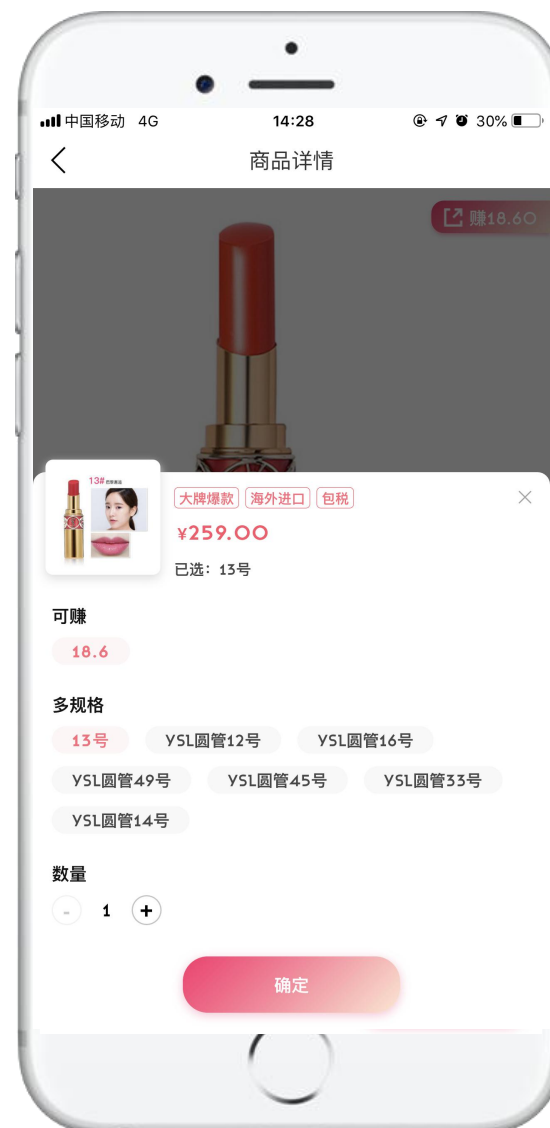 中国移动 4G 14:28 30%
商品详情
赚18.60
13#
大牌爆款 海外进口 包税
¥259.00
已选：13号
可赚
18.6
多规格
13号 YSL圆管12号 YSL圆管16号
YSL圆管49号 YSL圆管45号 YSL圆管33号
YSL圆管14号
数量
- 1 +
确定